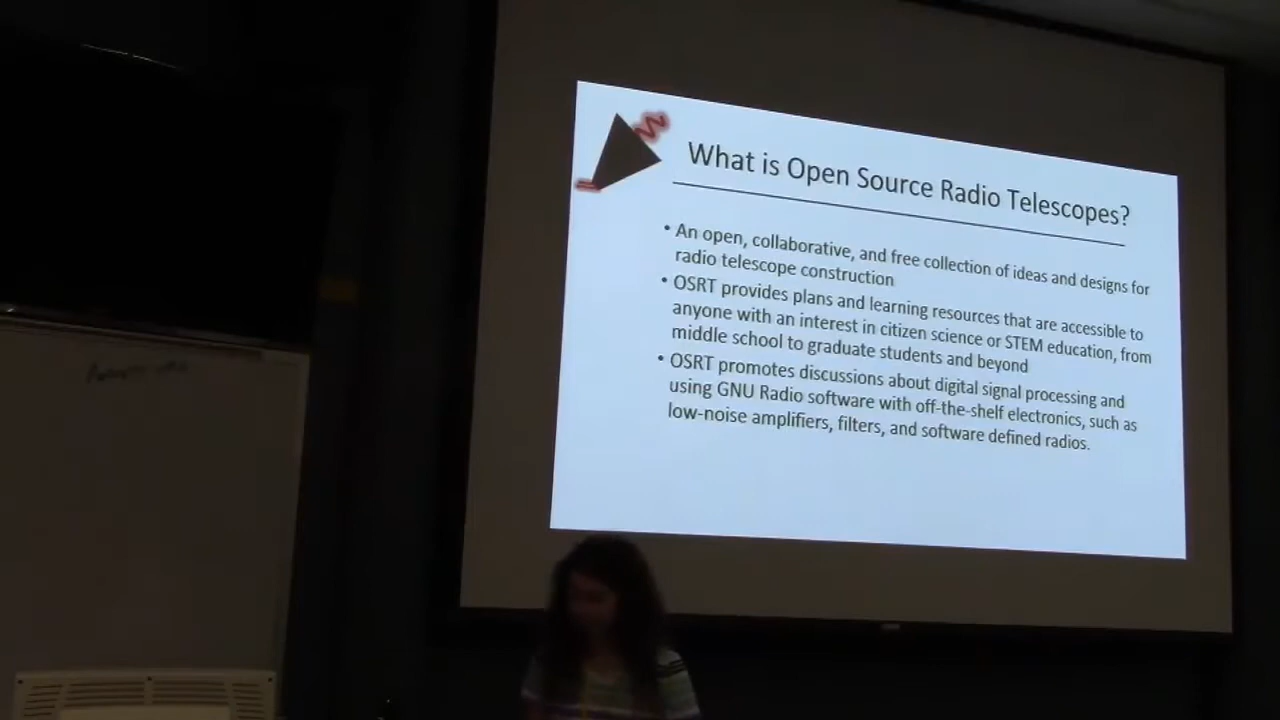 What is Open Source Radio Telescopes?
• An open, collaborative, and free collection of ideas and designs for
radio telescope construction
• OSRT provides plans and learning resources that are accessible to
anyone with an interest in citizen science or STEM education, from
middle school to graduate students and beyond
• OSRT promotes discussions about digital signal processing and
using GNU Radio software with off-the-shelf electronics, such as
low-noise amplifiers, filters, and software defined radios.